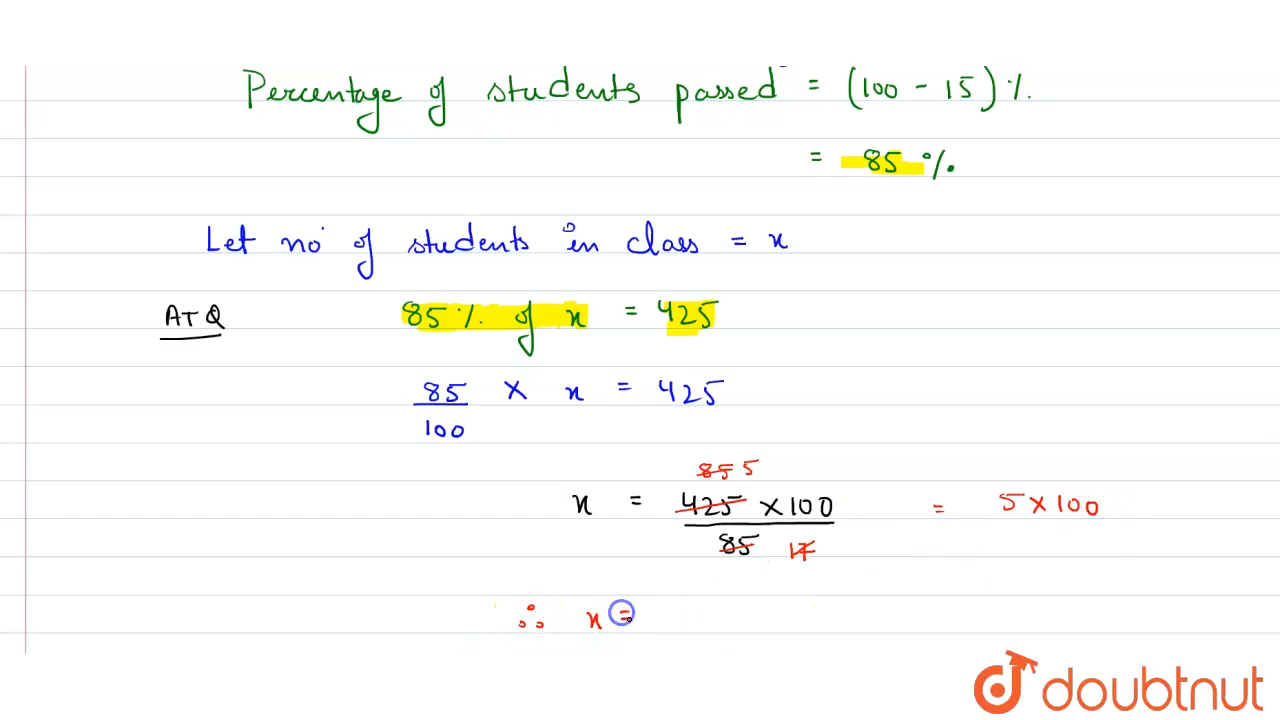 Percentage of students passed = (100 - 15) %.
= 85 %.
Let no of students in class = x
ATQ 85 %. of x = 425
85 × x = 425
100
85 5
x = 425 × 100 = 5 × 100
85 17
∴ x =
doubtnut